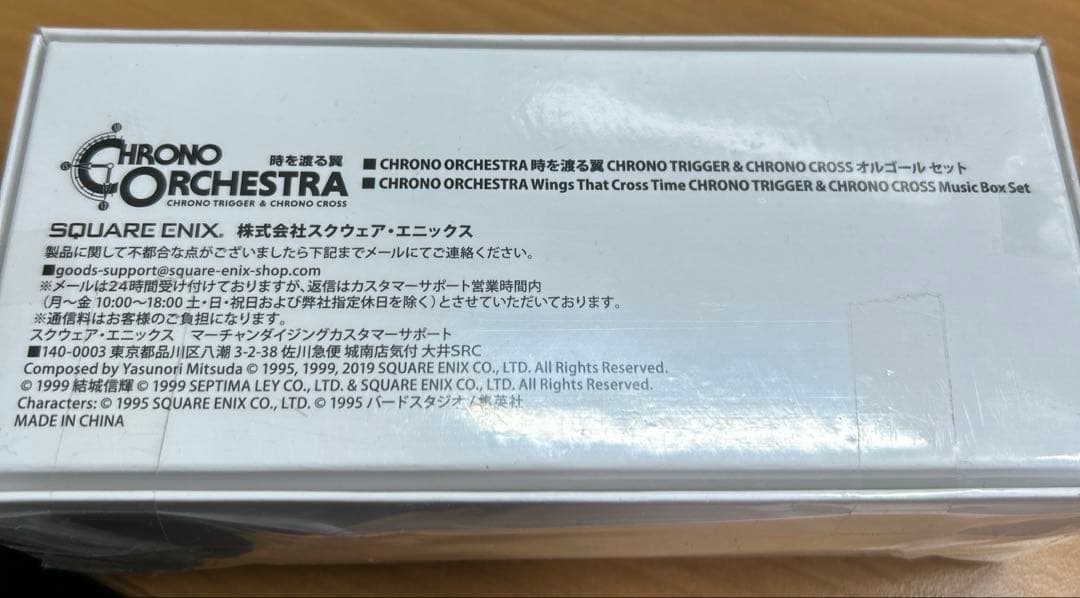 CHRONO
ORCHESTRA
時を渡る翼
CHRONO TRIGGER & CHRONO CROSS
■ CHRONO ORCHESTRA 時を渡る翼 CHRONO TRIGGER & CHRONO CROSS オルゴール セット
■ CHRONO ORCHESTRA Wings That Cross Time CHRONO TRIGGER & CHRONO CROSS Music Box Set
SQUARE ENIX. 株式会社スクウェア・エニックス
製品に関して不都合な点がございましたら下記までメールにてご連絡ください。
■goods-support@square-enix-shop.com
※メールは24時間受け付けておりますが、返信はカスタマーサポート営業時間内
（月〜金 10:00〜18:00 土・日・祝日および弊社指定休日を除く）とさせていただいております。
※通信料はお客様のご負担になります。
スクウェア・エニックス　マーチャンダイジングカスタマーサポート
■140-0003 東京都品川区八潮 3-2-38 佐川急便 城南店気付 大井SRC
Composed by Yasunori Mitsuda © 1995, 1999, 2019 SQUARE ENIX CO., LTD. All Rights Reserved.
© 1999 結城信輝 © 1999 SEPTIMA LEY CO., LTD. & SQUARE ENIX CO., LTD. All Rights Reserved.
Characters: © 1995 SQUARE ENIX CO., LTD. © 1995 バードスタジオ / 集英社
MADE IN CHINA